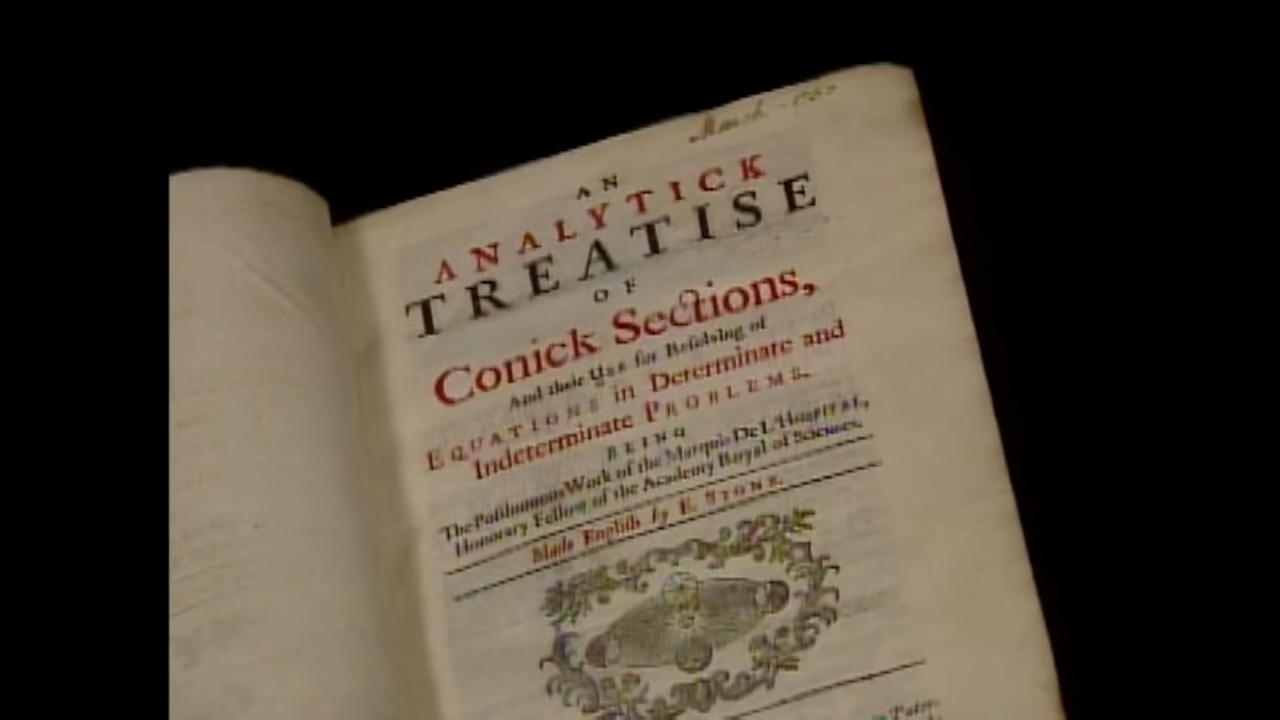 March
AN
ANALYTICK
TREATISE
OF
Conick Sections,
And their Use for Resolving of
EQUATIONS in Determinate and
Indeterminate PROBLEMS.
BEING
The Posthumous Work of the Marquis De L'Hospital,
Honorary Fellow of the Academy Royal of Sciences.
Made English by E. STONE.